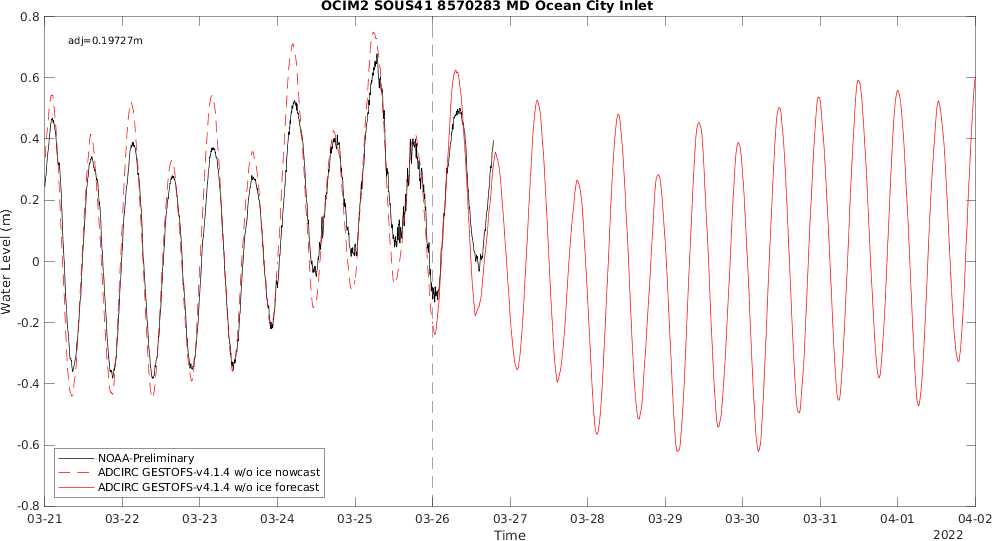 OCIM2 SOUS41 8570283 MD Ocean City Inlet
adj=0.19727m
0.8
0.6
0.4
0.2
0
-0.2
-0.4
-0.6
-0.8
Water Level (m)
NOAA-Preliminary
ADCIRC GESTOFS-v4.1.4 w/o ice nowcast
ADCIRC GESTOFS-v4.1.4 w/o ice forecast
03-21 03-22 03-23 03-24 03-25 03-26 03-27 03-28 03-29 03-30 03-31 04-01 04-02
Time
2022